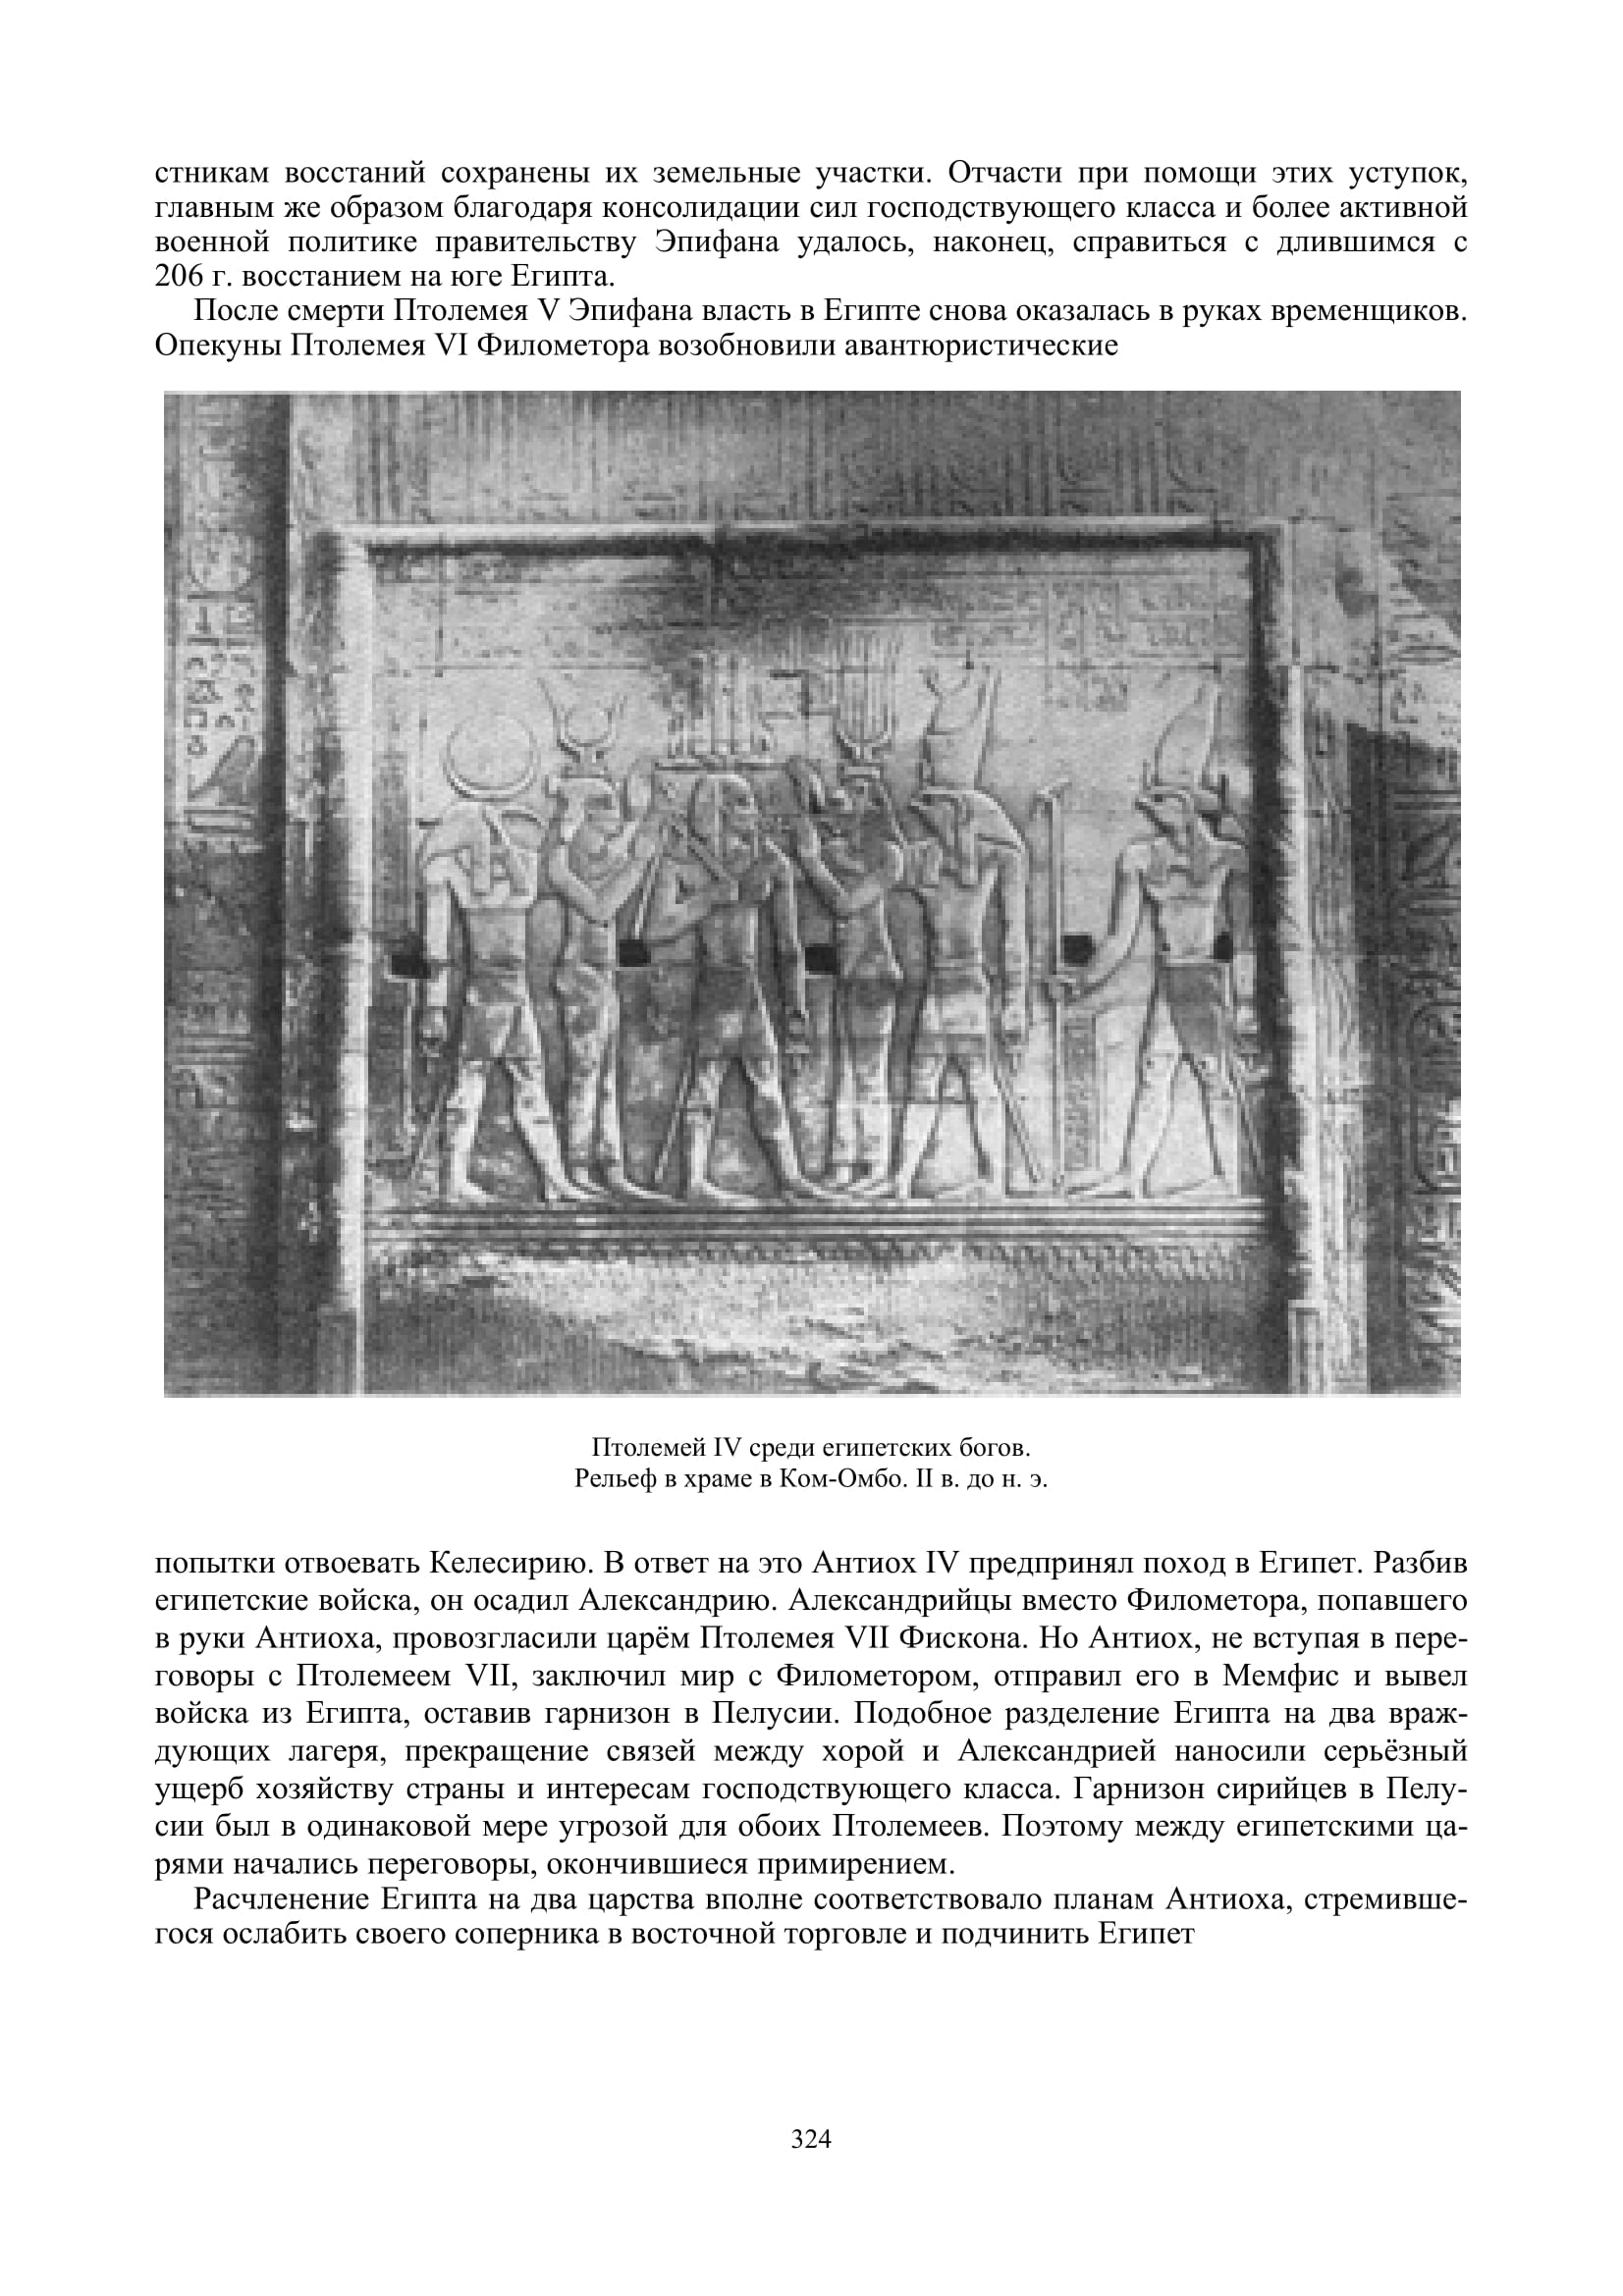 стникам восстаний сохранены их земельные участки. Отчасти при помощи этих уступок,
главным же образом благодаря консолидации сил господствующего класса и более активной
военной политике правительству Эпифана удалось, наконец, справиться с длившимся с
206 г. восстанием на юге Египта.
После смерти Птолемея V Эпифана власть в Египте снова оказалась в руках временщиков.
Опекуны Птолемея VI Филометора возобновили авантюристические
Птолемей IV среди египетских богов.
Рельеф в храме в Ком-Омбо. II в. до н. э.
попытки отвоевать Келесирию. В ответ на это Антиох IV предпринял поход в Египет. Разбив
египетские войска, он осадил Александрию. Александрийцы вместо Филометора, попавшего
в руки Антиоха, провозгласили царём Птолемея VII Фискона. Но Антиох, не вступая в пере-
говоры с Птолемеем VII, заключил мир с Филометором, отправил его в Мемфис и вывел
войска из Египта, оставив гарнизон в Пелусии. Подобное разделение Египта на два враж-
дующих лагеря, прекращение связей между хорой и Александрией наносили серьёзный
ущерб хозяйству страны и интересам господствующего класса. Гарнизон сирийцев в Пелу-
сии был в одинаковой мере угрозой для обоих Птолемеев. Поэтому между египетскими ца-
рями начались переговоры, окончившиеся примирением.
Расчленение Египта на два царства вполне соответствовало планам Антиоха, стремивше-
гося ослабить своего соперника в восточной торговле и подчинить Египет
324